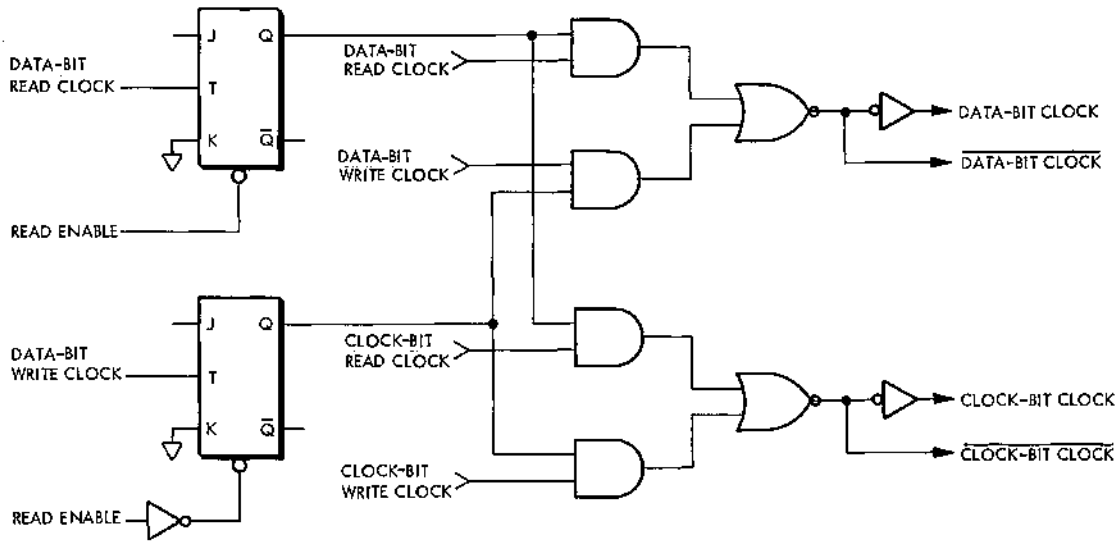 J Q
DATA-BIT
READ CLOCK
T
K Q̅
READ ENABLE
DATA-BIT
READ CLOCK
DATA-BIT
WRITE CLOCK
DATA-BIT CLOCK
DATA-BIT CLOCK
J Q
DATA-BIT
WRITE CLOCK
T
K Q̅
READ ENABLE
CLOCK-BIT
READ CLOCK
CLOCK-BIT
WRITE CLOCK
CLOCK-BIT CLOCK
CLOCK-BIT CLOCK